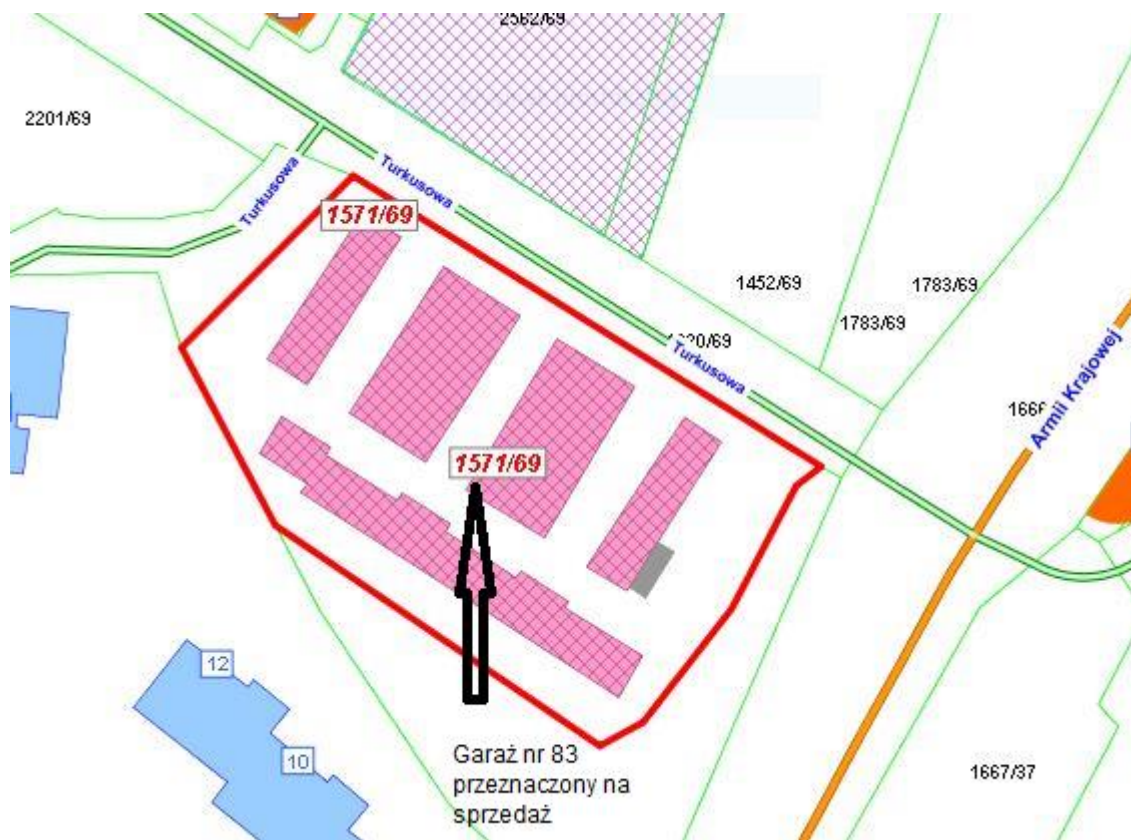 2562/69
2201/69
Turkusowa
Turkusowa
1571/69
1452/69
1783/69
1783/69
Turkusowa
Armii Krajowej
1571/69
12
10
Garaż nr 83
przeznaczony na
sprzedaż
1667/37